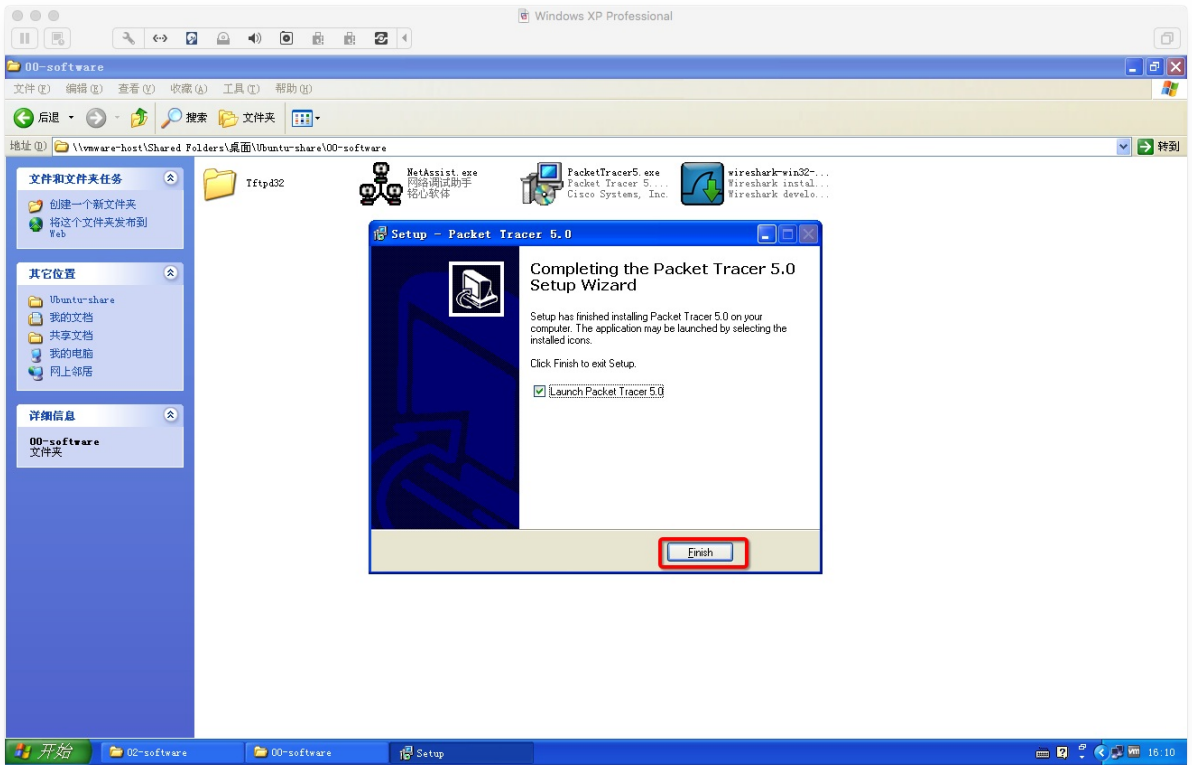 Windows XP Professional
00-software
文件(F) 编辑(E) 查看(V) 收藏(A) 工具(T) 帮助(H)
后退 搜索 文件夹
地址(D) \\vmware-host\Shared Folders\桌面\Ubuntu-share\00-software 转到
文件和文件夹任务
创建一个新文件夹
将这个文件夹发布到
Web
其它位置
Ubuntu-share
我的文档
共享文档
我的电脑
网上邻居
详细信息
00-software
文件夹
Tftpd32
NetAssist.exe
网络调试助手
铭心软件
PacketTracer5.exe
Packet Tracer 5....
Cisco Systems, Inc.
wireshark-win32-...
Wireshark instal...
Wireshark develo...
Setup - Packet Tracer 5.0
Completing the Packet Tracer 5.0
Setup Wizard
Setup has finished installing Packet Tracer 5.0 on your
computer. The application may be launched by selecting the
installed icons.
Click Finish to exit Setup.
Launch Packet Tracer 5.0
Finish
开始 02-software 00-software Setup 16:10